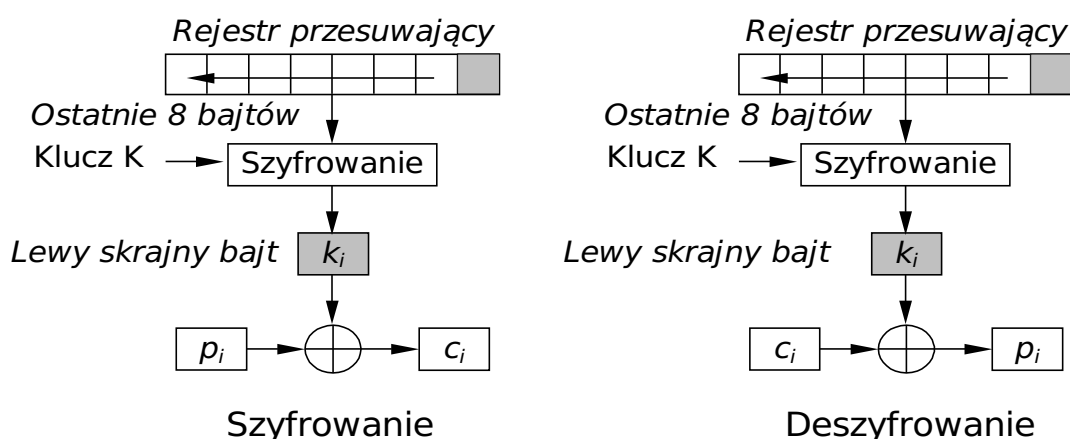 Rejestr przesuwający
Ostatnie 8 bajtów
Klucz K
Szyfrowanie
Lewy skrajny bajt
ki
pi
ci
Szyfrowanie
Rejestr przesuwający
Ostatnie 8 bajtów
Klucz K
Szyfrowanie
Lewy skrajny bajt
ki
ci
pi
Deszyfrowanie